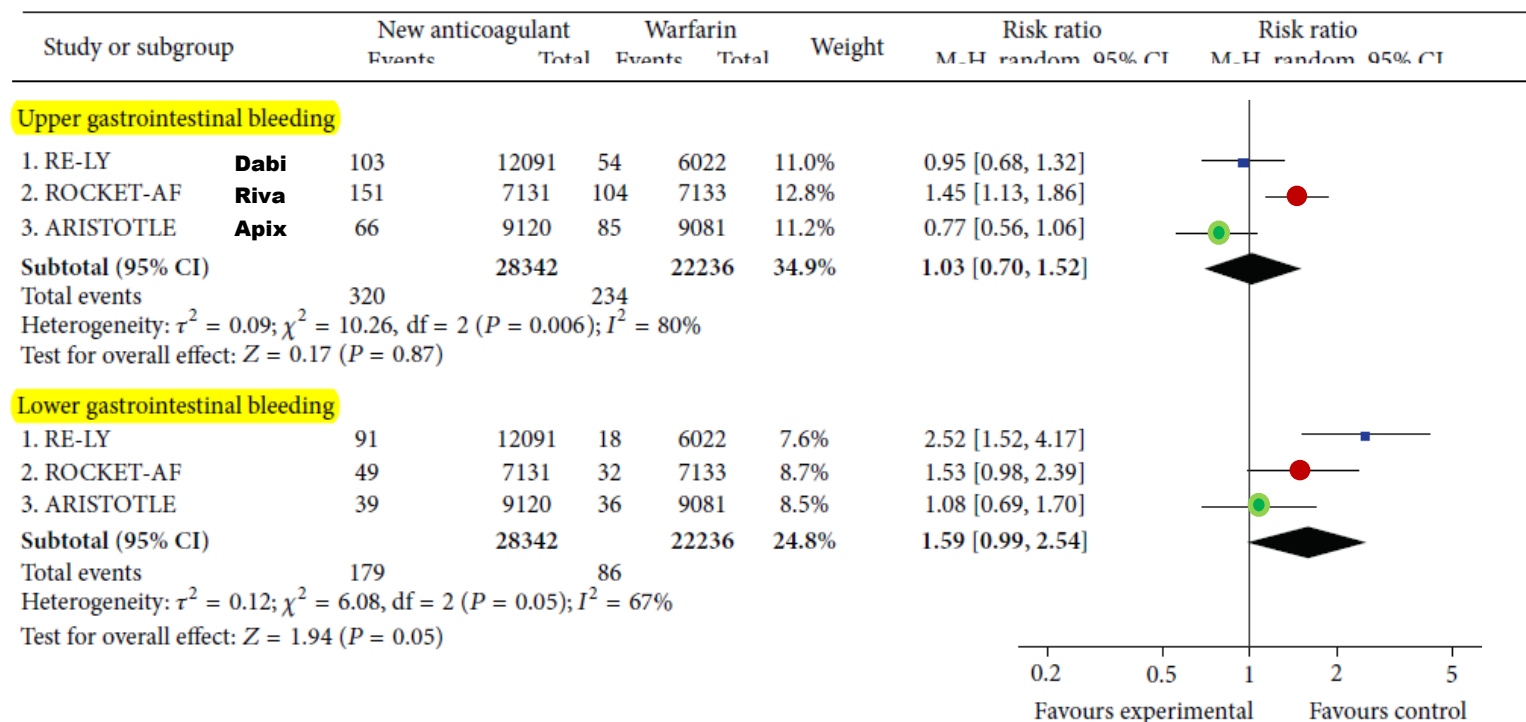 Study or subgroup New anticoagulant Warfarin Weight Risk ratio Risk ratio
Events Total Events Total M-H, random, 95% CI M-H, random, 95% CI
Upper gastrointestinal bleeding
1. RE-LY Dabi 103 12091 54 6022 11.0% 0.95 [0.68, 1.32]
2. ROCKET-AF Riva 151 7131 104 7133 12.8% 1.45 [1.13, 1.86]
3. ARISTOTLE Apix 66 9120 85 9081 11.2% 0.77 [0.56, 1.06]
Subtotal (95% CI) 28342 22236 34.9% 1.03 [0.70, 1.52]
Total events 320 234
Heterogeneity: τ² = 0.09; χ² = 10.26, df = 2 (P = 0.006); I² = 80%
Test for overall effect: Z = 0.17 (P = 0.87)
Lower gastrointestinal bleeding
1. RE-LY 91 12091 18 6022 7.6% 2.52 [1.52, 4.17]
2. ROCKET-AF 49 7131 32 7133 8.7% 1.53 [0.98, 2.39]
3. ARISTOTLE 39 9120 36 9081 8.5% 1.08 [0.69, 1.70]
Subtotal (95% CI) 28342 22236 24.8% 1.59 [0.99, 2.54]
Total events 179 86
Heterogeneity: τ² = 0.12; χ² = 6.08, df = 2 (P = 0.05); I² = 67%
Test for overall effect: Z = 1.94 (P = 0.05)
0.2 0.5 1 2 5
Favours experimental Favours control